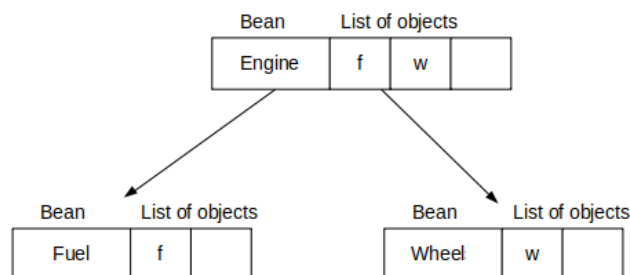 Bean List of objects
Engine f w
Bean List of objects Bean List of objects
Fuel f Wheel w